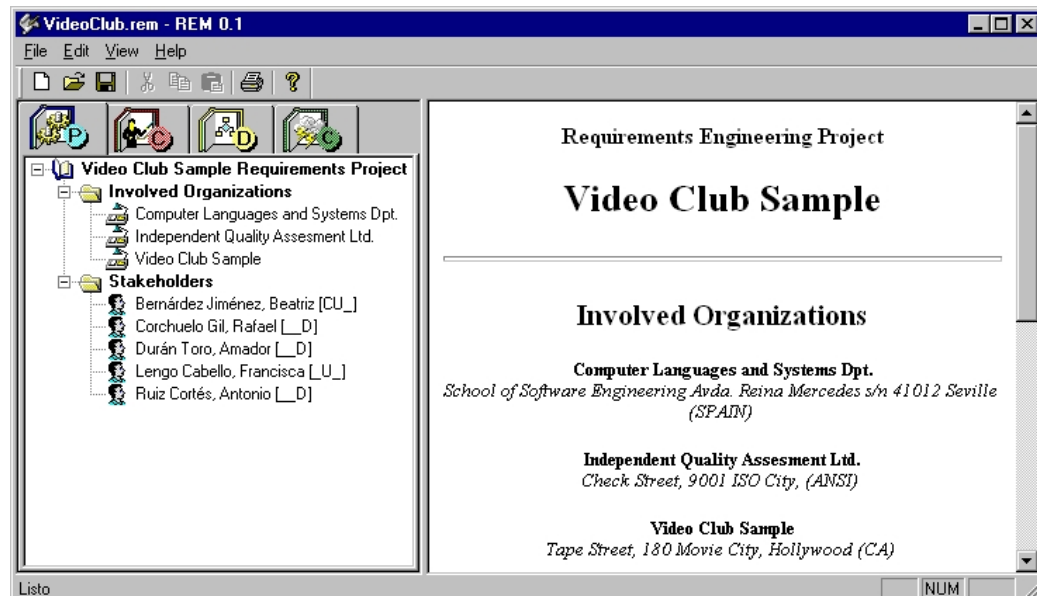 VideoClub.rem - REM 0.1
File Edit View Help
P C D C
Video Club Sample Requirements Project
Involved Organizations
Computer Languages and Systems Dpt.
Independent Quality Assesment Ltd.
Video Club Sample
Stakeholders
Bernárdez Jiménez, Beatriz [CU_]
Corchuelo Gil, Rafael [__D]
Durán Toro, Amador [__D]
Lengo Cabello, Francisca [_U_]
Ruiz Cortés, Antonio [__D]
Requirements Engineering Project
Video Club Sample
Involved Organizations
Computer Languages and Systems Dpt.
School of Software Engineering Avda. Reina Mercedes s/n 41012 Seville
(SPAIN)
Independent Quality Assesment Ltd.
Check Street, 9001 ISO City, (ANSI)
Video Club Sample
Tape Street, 180 Movie City, Hollywood (CA)
Listo
NUM